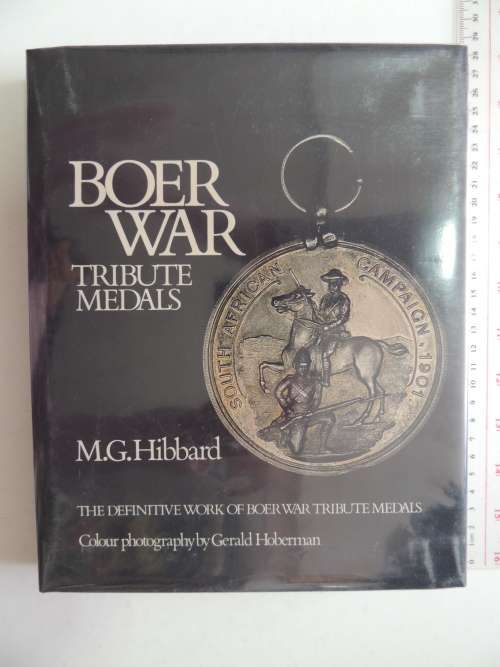 BOER
WAR
TRIBUTE
MEDALS
SOUTH AFRICAN CAMPAIGN · 1901
M.G. Hibbard
THE DEFINITIVE WORK OF BOER WAR TRIBUTE MEDALS
Colour photography by Gerald Hoberman